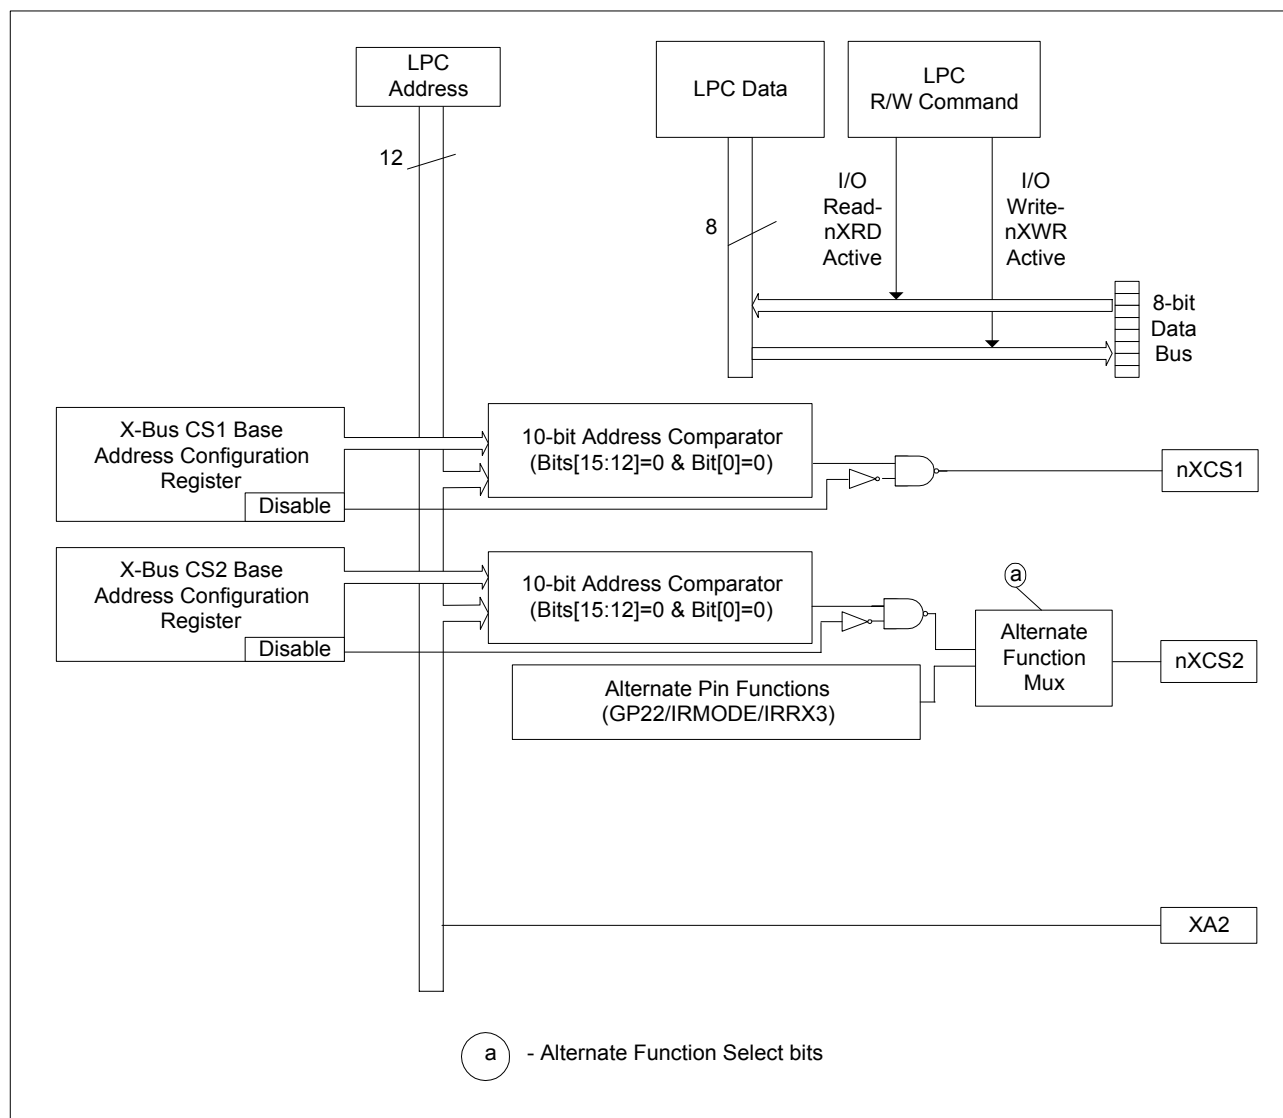 LPC
Address
LPC Data
LPC
R/W Command
12
8
I/O
Read-
nXRD
Active
I/O
Write-
nXWR
Active
8-bit
Data
Bus
X-Bus CS1 Base
Address Configuration
Register
Disable
10-bit Address Comparator
(Bits[15:12]=0 & Bit[0]=0)
nXCS1
X-Bus CS2 Base
Address Configuration
Register
Disable
10-bit Address Comparator
(Bits[15:12]=0 & Bit[0]=0)
a
Alternate
Function
Mux
nXCS2
Alternate Pin Functions
(GP22/IRMODE/IRRX3)
XA2
a - Alternate Function Select bits